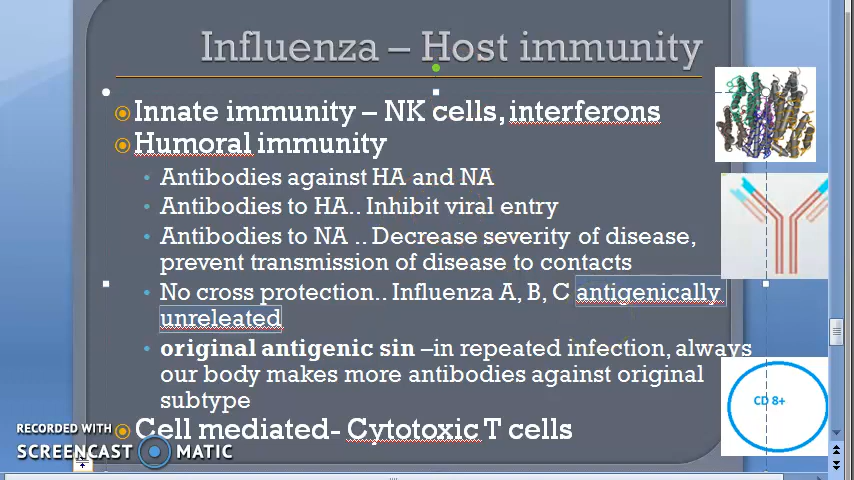 Influenza – Host immunity
Innate immunity – NK cells, interferons
Humoral immunity
Antibodies against HA and NA
Antibodies to HA.. Inhibit viral entry
Antibodies to NA .. Decrease severity of disease,
prevent transmission of disease to contacts
No cross protection.. Influenza A, B, C antigenically
unreleated
original antigenic sin –in repeated infection, always
our body makes more antibodies against original
subtype
CD 8+
Cell mediated- Cytotoxic T cells
RECORDED WITH
SCREENCAST MATIC